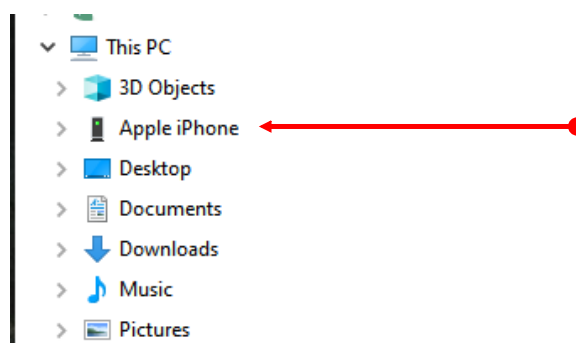 This PC
3D Objects
Apple iPhone
Desktop
Documents
Downloads
Music
Pictures